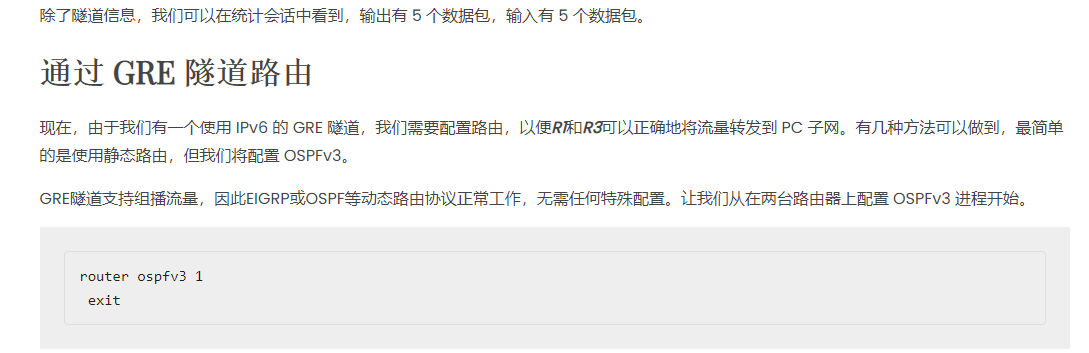 除了隧道信息，我们可以在统计会话中看到，输出有 5 个数据包，输入有 5 个数据包。
通过 GRE 隧道路由
现在，由于我们有一个使用 IPv6 的 GRE 隧道，我们需要配置路由，以便R1和R3可以正确地将流量转发到 PC 子网。有几种方法可以做到，最简单
的是使用静态路由，但我们将配置 OSPFv3。
GRE隧道支持组播流量，因此EIGRP或OSPF等动态路由协议正常工作，无需任何特殊配置。让我们从在两台路由器上配置 OSPFv3 进程开始。
router ospfv3 1
 exit